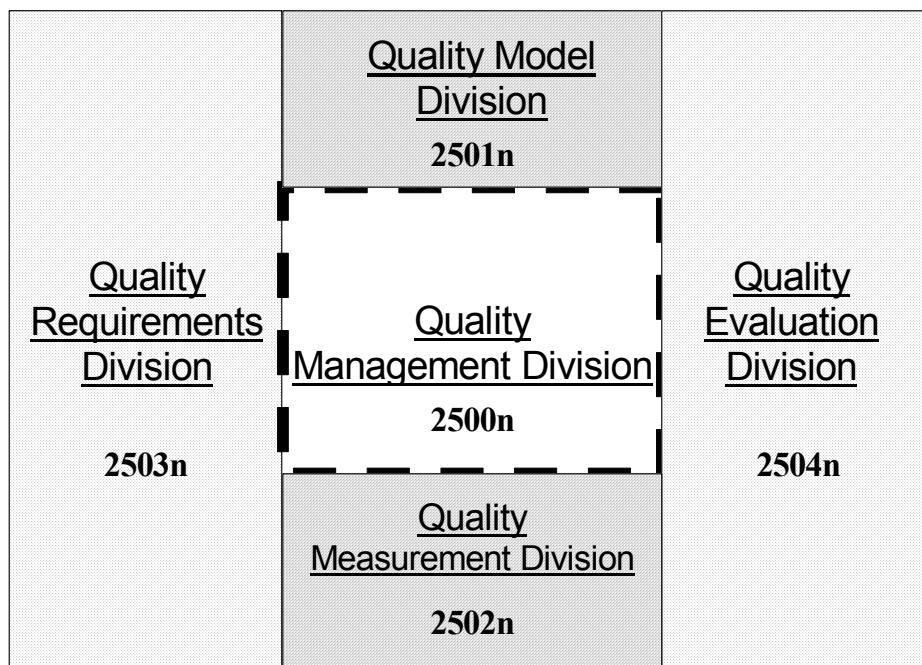 Quality Model
Division
2501n
Quality
Requirements
Division
2503n
Quality
Management Division
2500n
Quality
Evaluation
Division
2504n
Quality
Measurement Division
2502n